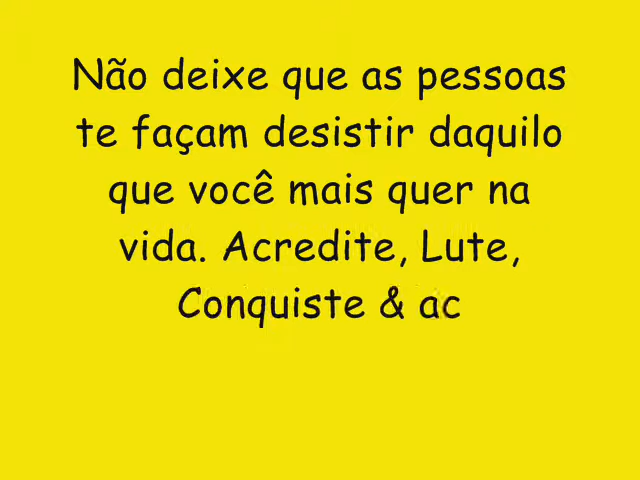 Não deixe que as pessoas
te façam desistir daquilo
que você mais quer na
vida. Acredite, Lute,
Conquiste & ac